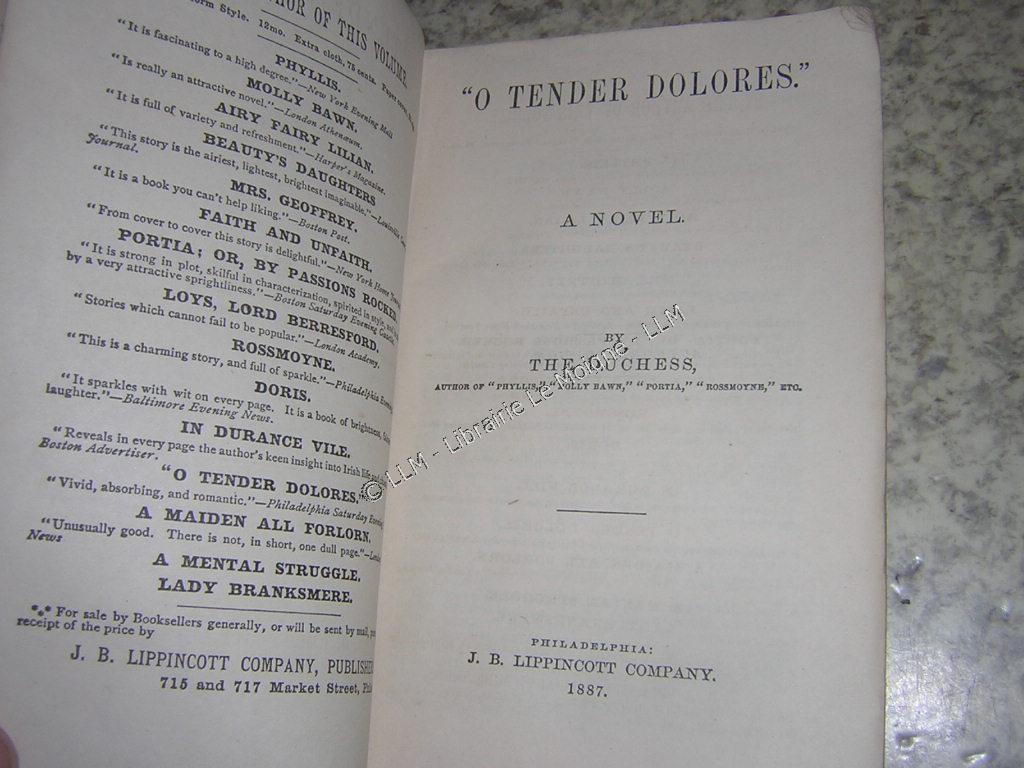 HOR OF THIS VOLUME.
orm Style. 12mo. Extra cloth, 75 cents. Paper
PHYLLIS.
"It is fascinating to a high degree."—New York Evening Mail
MOLLY BAWN.
"Is really an attractive novel."—London Athenæum.
AIRY FAIRY LILIAN.
"It is full of variety and refreshment."—Harper's Magazine.
BEAUTY'S DAUGHTERS
"This story is the airiest, lightest, brightest imaginable."—Louisville
Journal.
MRS. GEOFFREY.
"It is a book you can't help liking."—Boston Post.
FAITH AND UNFAITH.
"From cover to cover this story is delightful."—New York Home
PORTIA; OR, BY PASSIONS ROCKED
"It is strong in plot, skilful in characterization, spirited in style, and
by a very attractive sprightliness."—Boston Saturday Evening Gazette.
LOYS, LORD BERRESFORD.
"Stories which cannot fail to be popular."—London Academy.
ROSSMOYNE.
"This is a charming story, and full of sparkle."—Philadelphia
DORIS.
"It sparkles with wit on every page. It is a book of brightness,
laughter."—Baltimore Evening News.
IN DURANCE VILE.
"Reveals in every page the author's keen insight into Irish life
Boston Advertiser.
"O TENDER DOLORES."
"Vivid, absorbing, and romantic."—Philadelphia Saturday
A MAIDEN ALL FORLORN.
"Unusually good. There is not, in short, one dull page."—London
News
A MENTAL STRUGGLE.
LADY BRANKSMERE.
*** For sale by Booksellers generally, or will be sent by mail,
receipt of the price by
J. B. LIPPINCOTT COMPANY, PUBLISHER
715 and 717 Market Street,
"O TENDER DOLORES."
A NOVEL.
BY
THE DUCHESS,
AUTHOR OF "PHYLLIS," "MOLLY BAWN," "PORTIA," "ROSSMOYNE," ETC.
PHILADELPHIA:
J. B. LIPPINCOTT COMPANY.
1887.
© LLM - Librairie Le Moigne - LLM